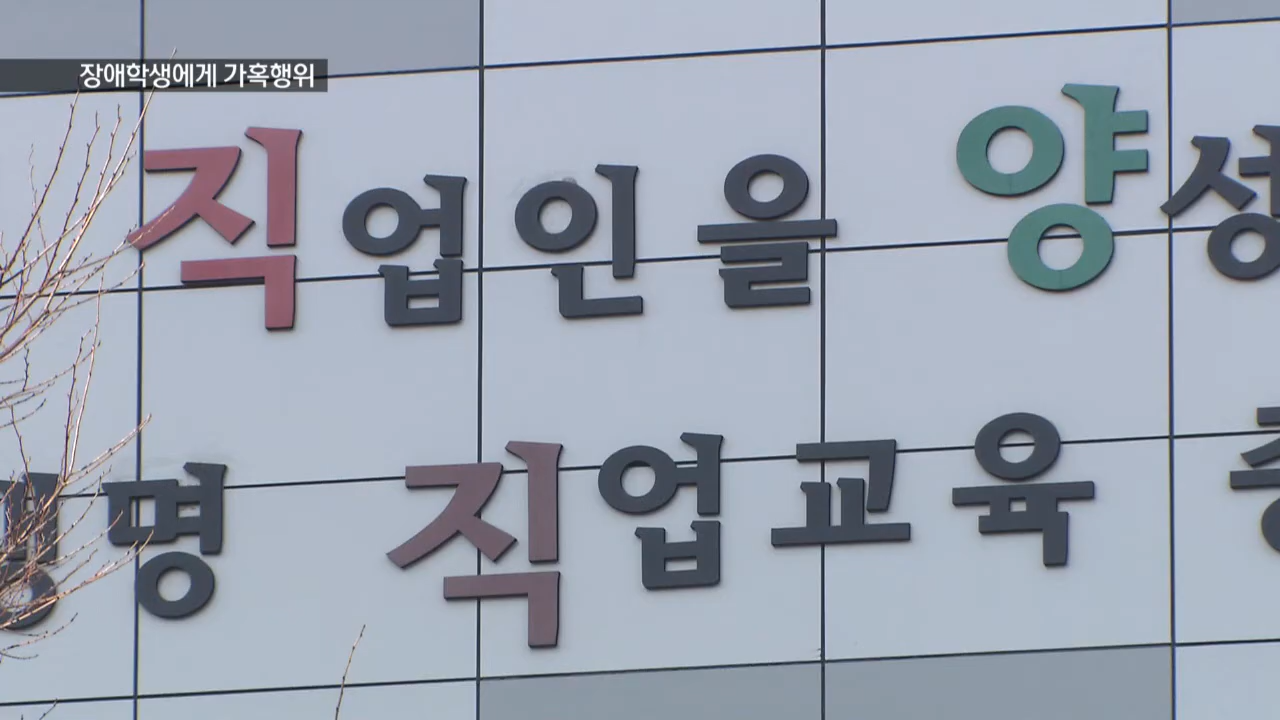 장애학생에게 가혹행위
직업인을 양성
생명 직업교육